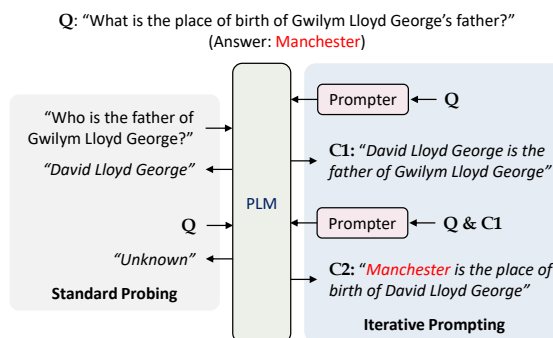 Q: “What is the place of birth of Gwilym Lloyd George’s father?”
(Answer: Manchester)
“Who is the father of
Gwilym Lloyd George?”
“David Lloyd George”
Q
“Unknown”
Standard Probing
PLM
Prompter
Q
C1: “David Lloyd George is the
father of Gwilym Lloyd George”
Prompter
Q & C1
C2: “Manchester is the place of
birth of David Lloyd George”
Iterative Prompting